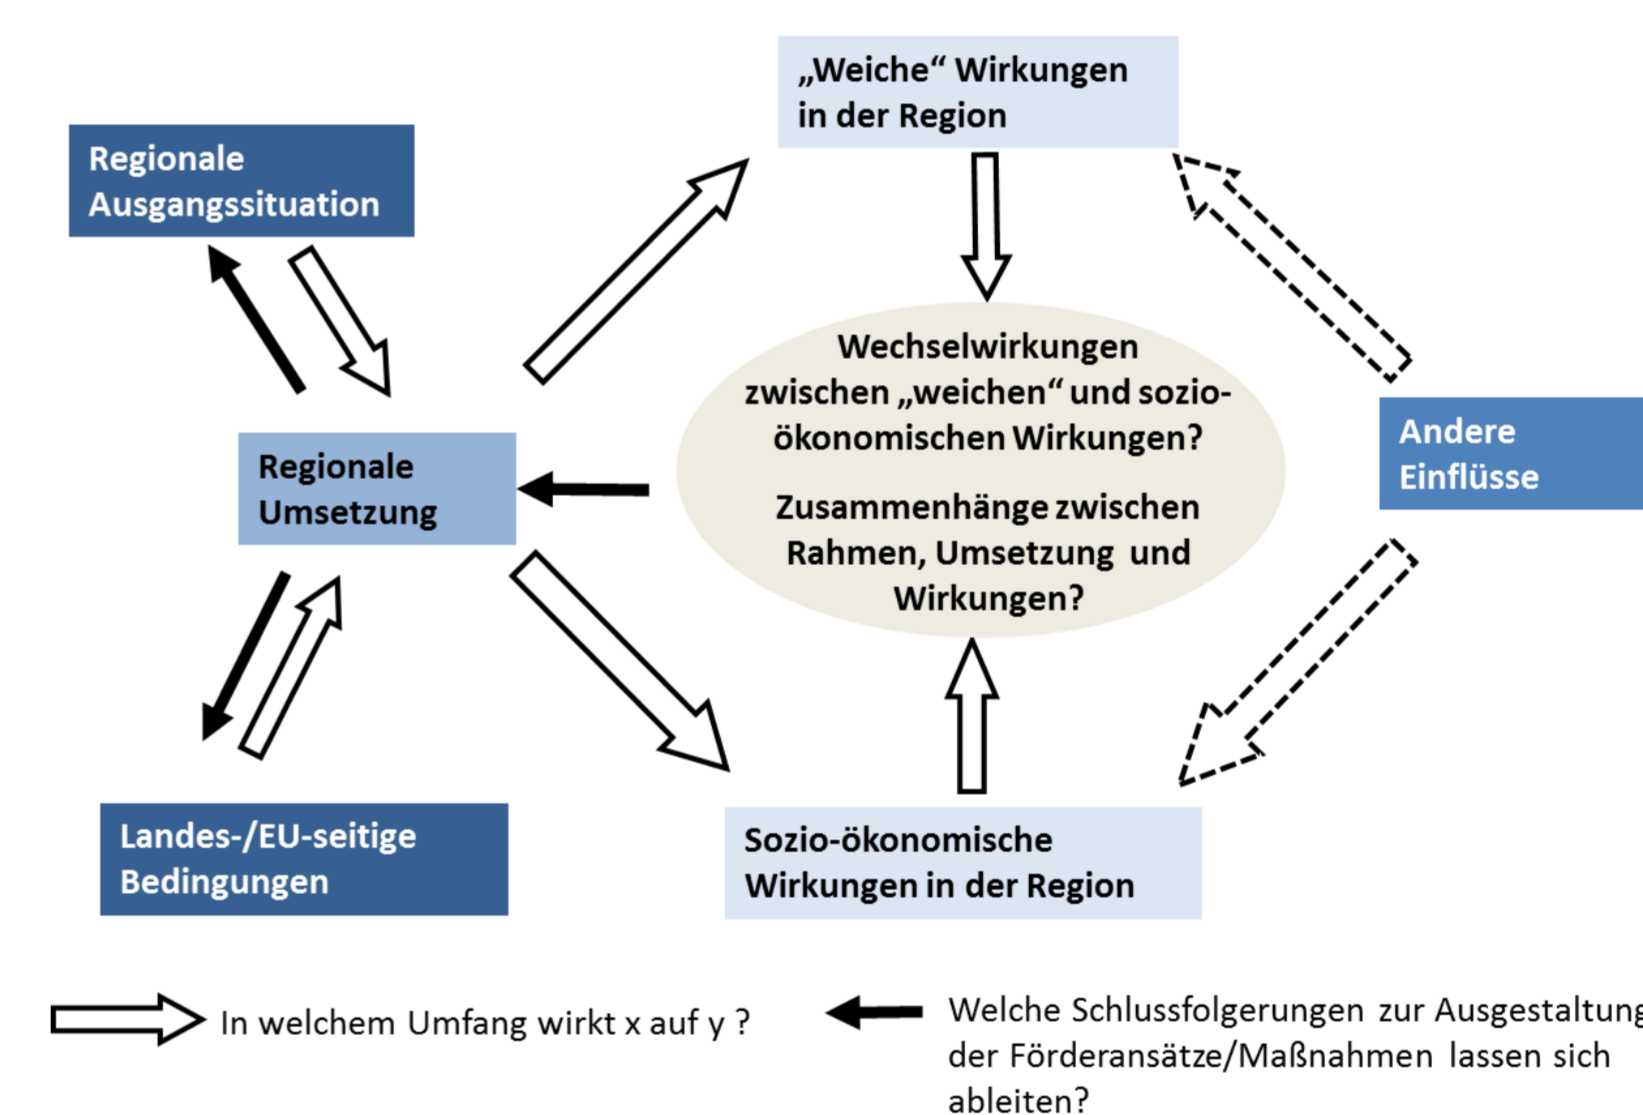 „Weiche“ Wirkungen
in der Region
Regionale
Ausgangssituation
Wechselwirkungen
zwischen „weichen“ und sozio-
ökonomischen Wirkungen?
Zusammenhänge zwischen
Rahmen, Umsetzung und
Wirkungen?
Andere
Einflüsse
Regionale
Umsetzung
Landes-/EU-seitige
Bedingungen
Sozio-ökonomische
Wirkungen in der Region
In welchem Umfang wirkt x auf y ?
Welche Schlussfolgerungen zur Ausgestaltung
der Förderansätze/Maßnahmen lassen sich
ableiten?